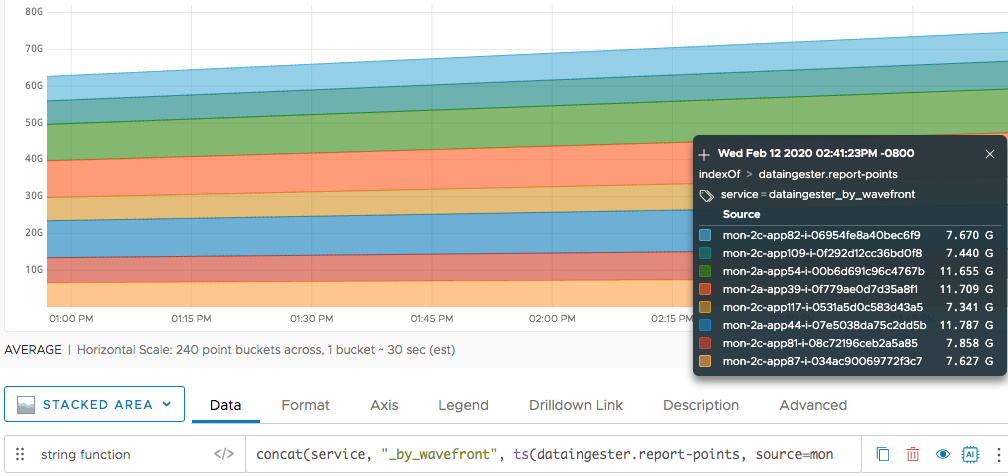 80G
70G
60G
50G
40G
30G
20G
10G
01:00 PM
01:15 PM
01:30 PM
01:45 PM
02:00 PM
02:15 PM
Wed Feb 12 2020 02:41:23PM -0800
indexOf > dataingester.report-points
service = dataingester_by_wavefront
Source
mon-2c-app82-i-06954fe8a40bec6f9 7.670 G
mon-2c-app109-i-0f292d12cc36bd0f8 7.440 G
mon-2a-app54-i-00b6d691c96c4767b 11.655 G
mon-2a-app39-i-0f779ae0d7d35a8f1 11.709 G
mon-2c-app117-i-0531a5d0c583d43a5 7.341 G
mon-2a-app44-i-07e5038da75c2dd5b 11.787 G
mon-2c-app81-i-08c72196ceb2a5a85 7.858 G
mon-2c-app87-i-034ac90069772f3c7 7.627 G
AVERAGE | Horizontal Scale: 240 point buckets across, 1 bucket ~ 30 sec (est)
STACKED AREA Data Format Axis Legend Drilldown Link Description Advanced
string function </> concat(service, "_by_wavefront", ts(dataingester.report-points, source=mon
AI